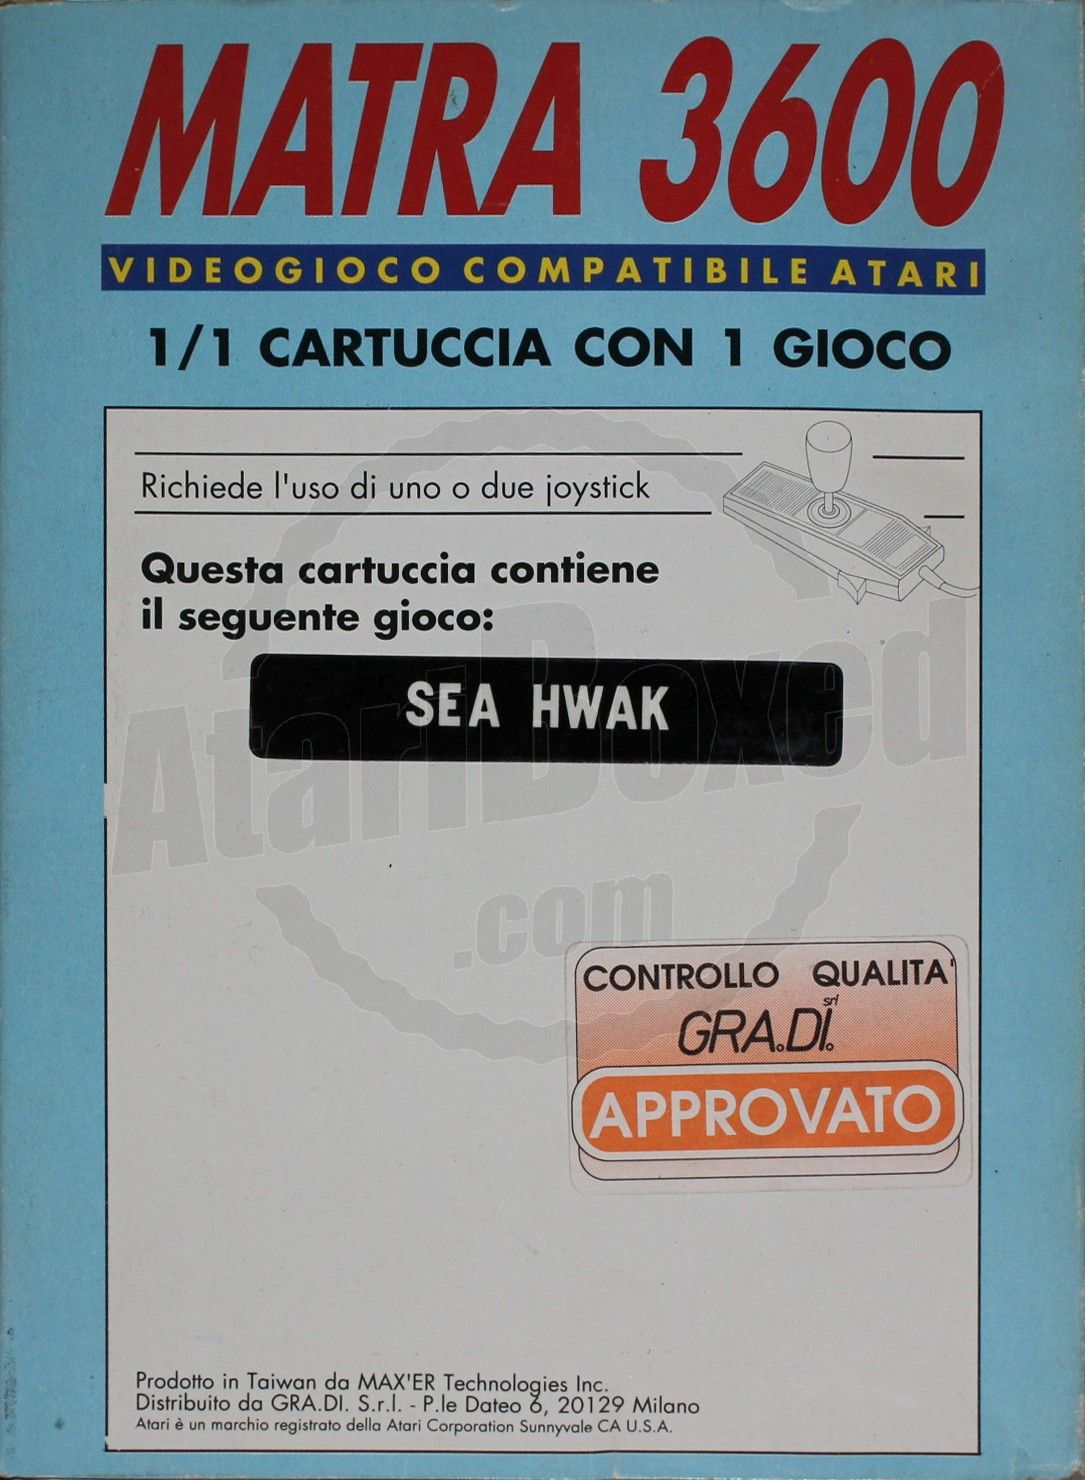 MATRA 3600
VIDEOGIOCO COMPATIBILE ATARI
1/1 CARTUCCIA CON 1 GIOCO
Richiede l'uso di uno o due joystick
Questa cartuccia contiene
il seguente gioco:
SEA HWAK
AtariBoxed
.com
CONTROLLO QUALITA'
GRA.DI. srl
APPROVATO
Prodotto in Taiwan da MAX'ER Technologies Inc.
Distribuito da GRA.DI. S.r.l. - P.le Dateo 6, 20129 Milano
Atari è un marchio registrato della Atari Corporation Sunnyvale CA U.S.A.